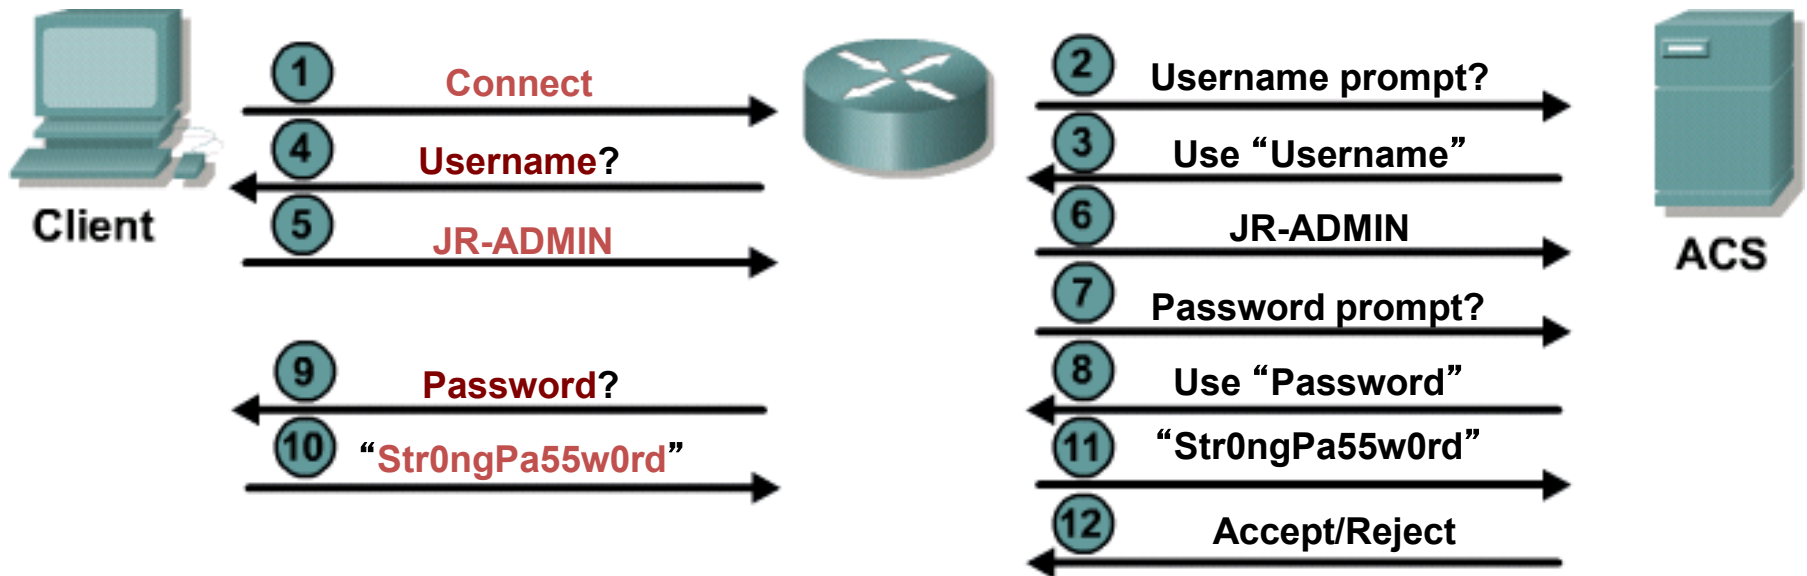 1
Connect
2
Username prompt?
3
Use “Username”
4
Username?
5
JR-ADMIN
6
JR-ADMIN
7
Password prompt?
8
Use “Password”
9
Password?
10
“Str0ngPa55w0rd”
11
“Str0ngPa55w0rd”
12
Accept/Reject
Client
ACS